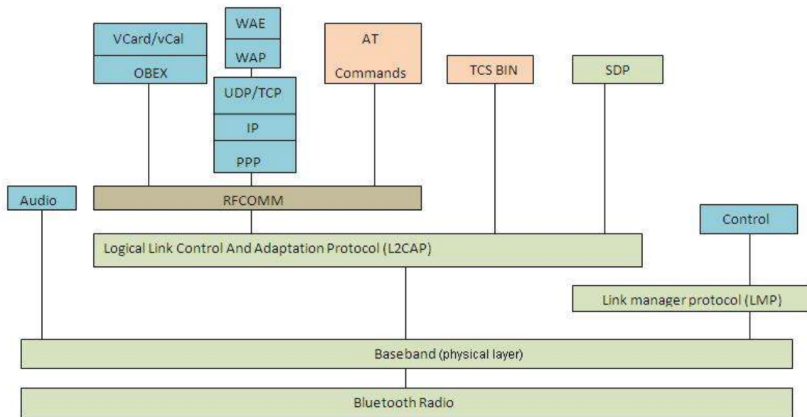 WAE
VCard/vCal
AT
WAP
Commands
OBEX
TCS BIN
SDP
UDP/TCP
IP
PPP
Audio
RFCOMM
Control
Logical Link Control And Adaptation Protocol (L2CAP)
Link manager protocol (LMP)
Baseband (physical layer)
Bluetooth Radio